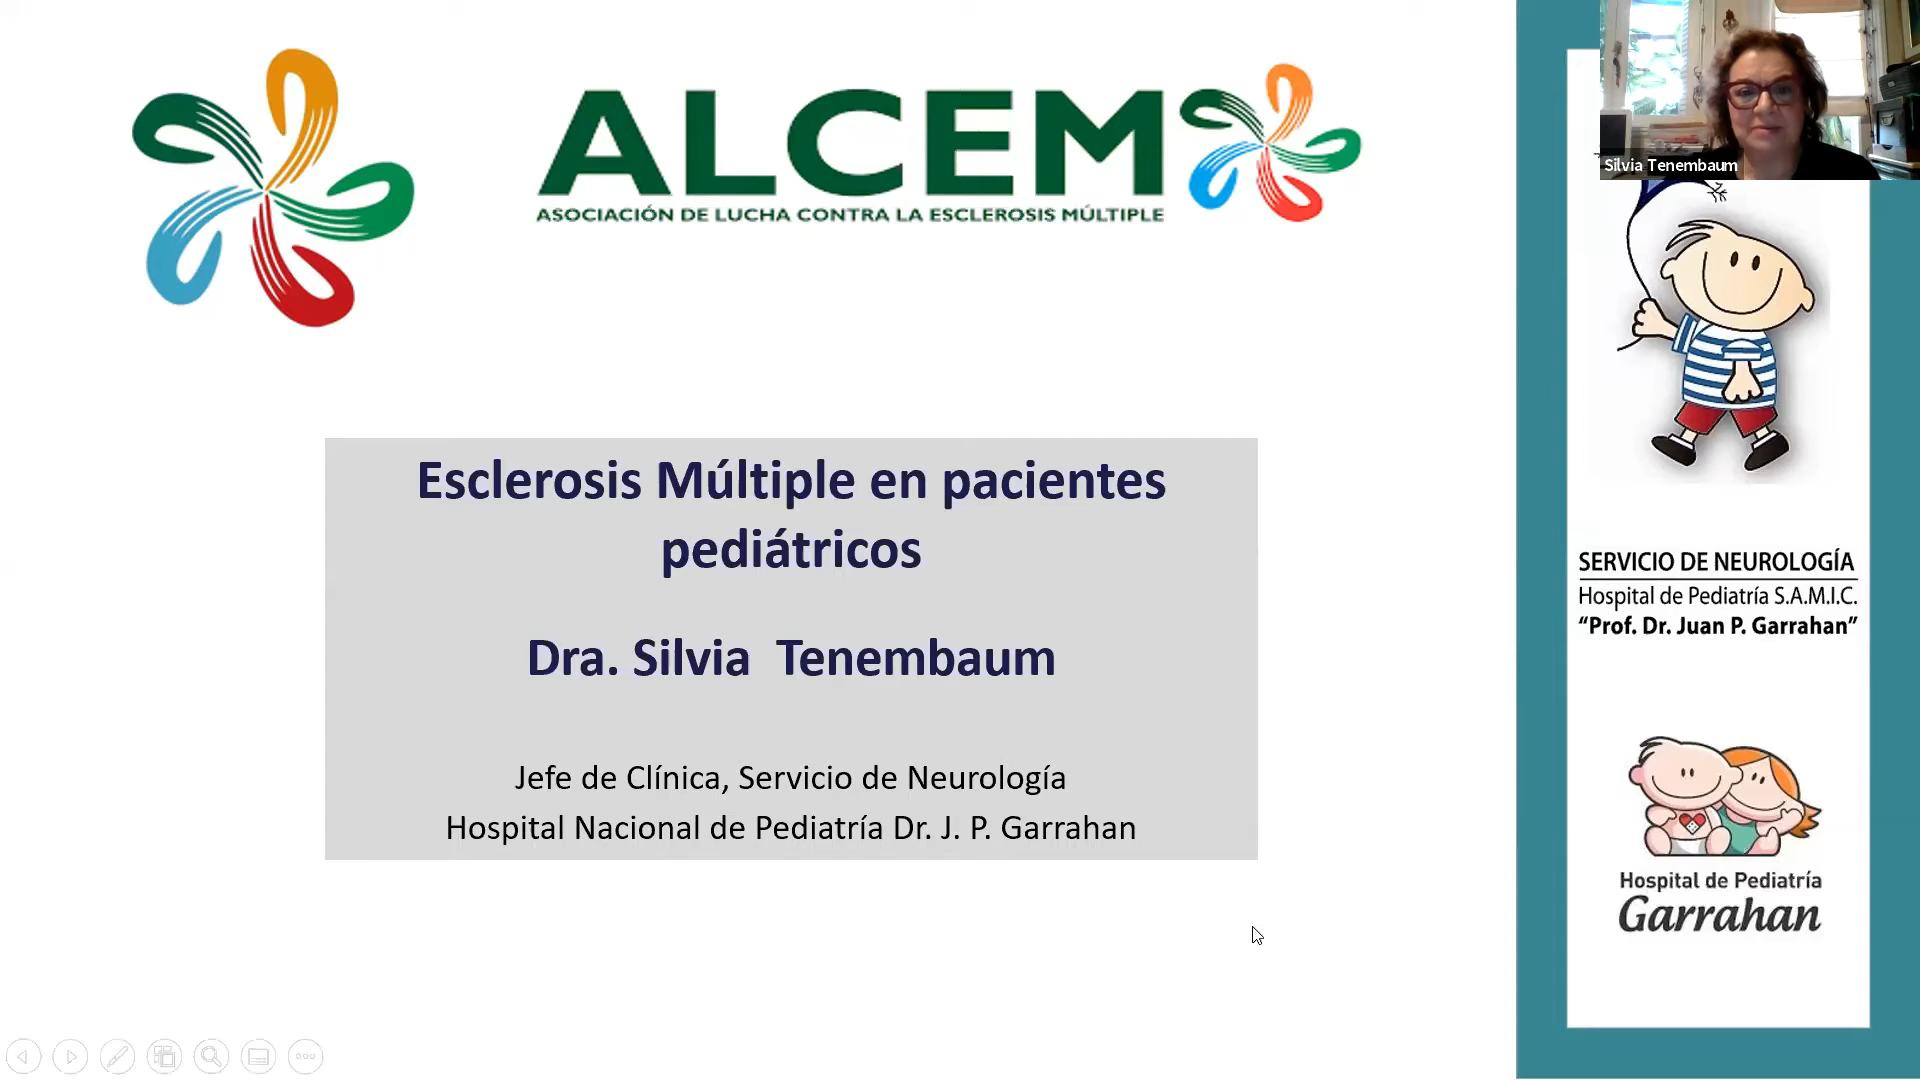 ALCEM
ASOCIACIÓN DE LUCHA CONTRA LA ESCLEROSIS MÚLTIPLE
Silvia Tenembaum
Esclerosis Múltiple en pacientes
pediátricos
Dra. Silvia Tenembaum
Jefe de Clínica, Servicio de Neurología
Hospital Nacional de Pediatría Dr. J. P. Garrahan
SERVICIO DE NEUROLOGÍA
Hospital de Pediatría S.A.M.I.C.
“Prof. Dr. Juan P. Garrahan”
Hospital de Pediatría
Garrahan